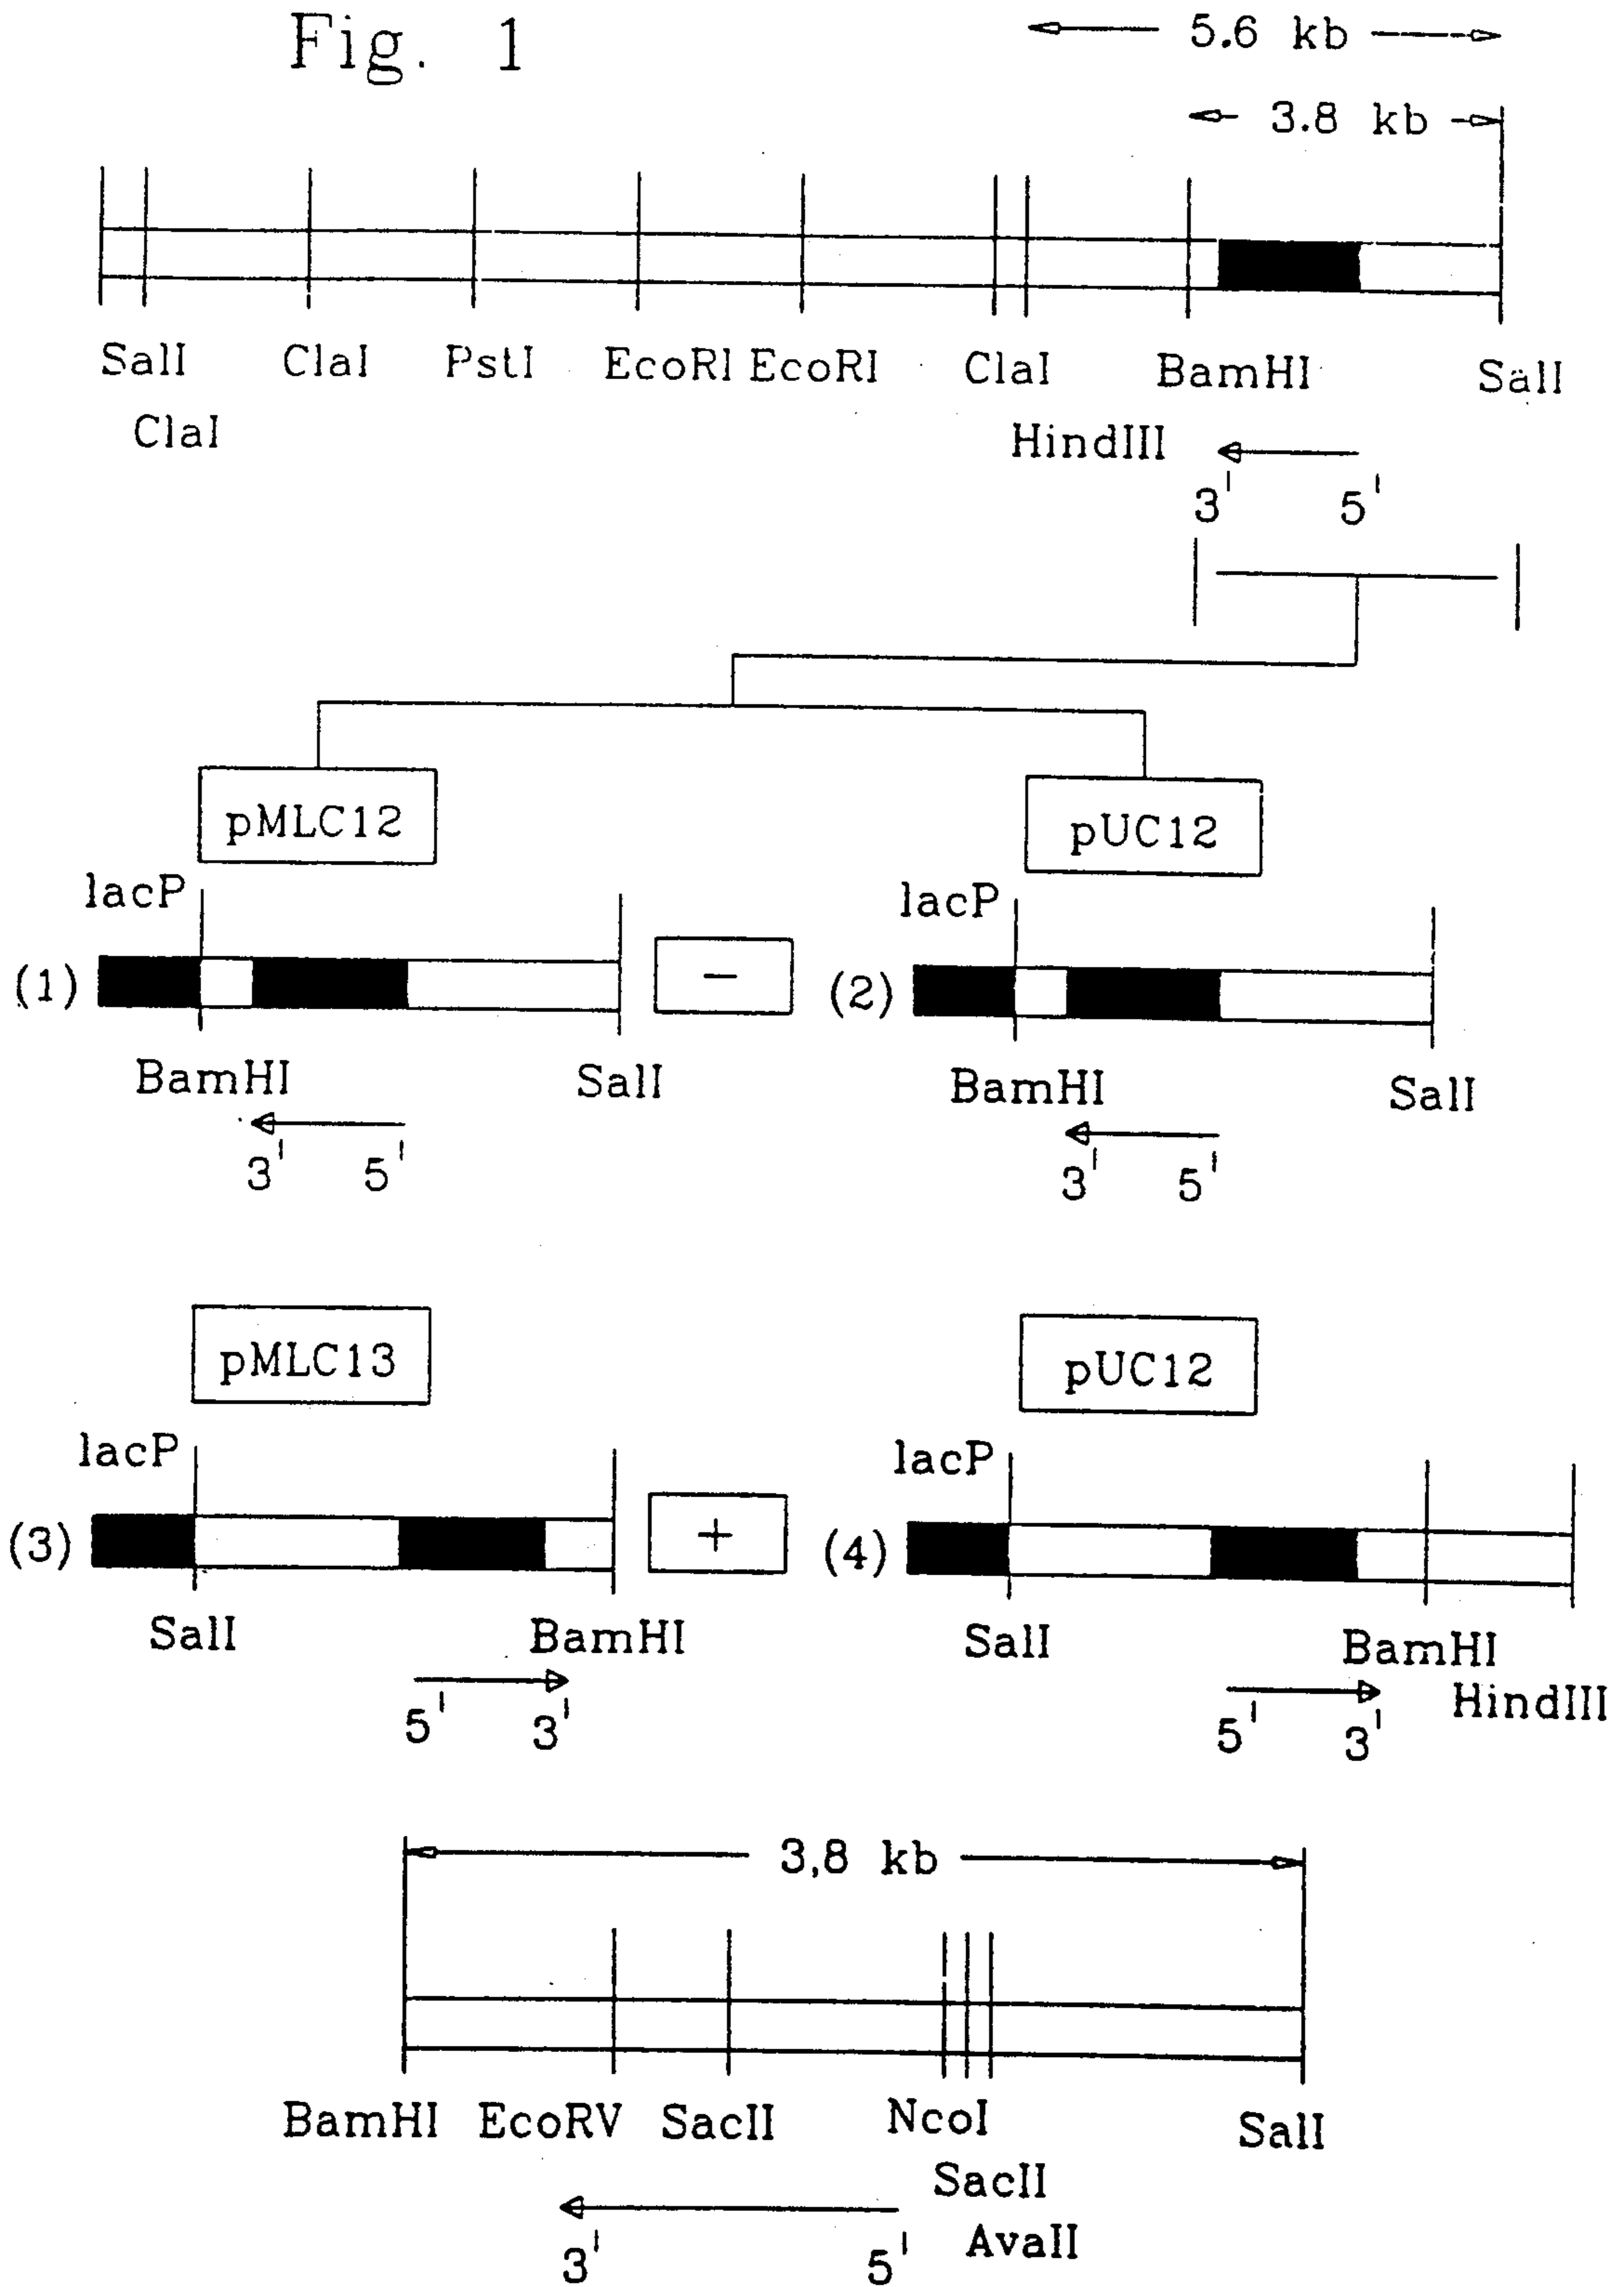 Fig. 1
5.6 kb
3.8 kb
SalI ClaI PstI EcoRI EcoRI ClaI BamHI SalI
ClaI HindIII
3' 5'
pMLC12 pUC12
lacP lacP
(1) − (2)
BamHI SalI BamHI SalI
3' 5' 3' 5'
pMLC13 pUC12
lacP lacP
(3) + (4)
SalI BamHI SalI BamHI
HindIII
5' 3' 5' 3'
3,8 kb
BamHI EcoRV SacII NcoI SalI
SacII
AvaII
3' 5'